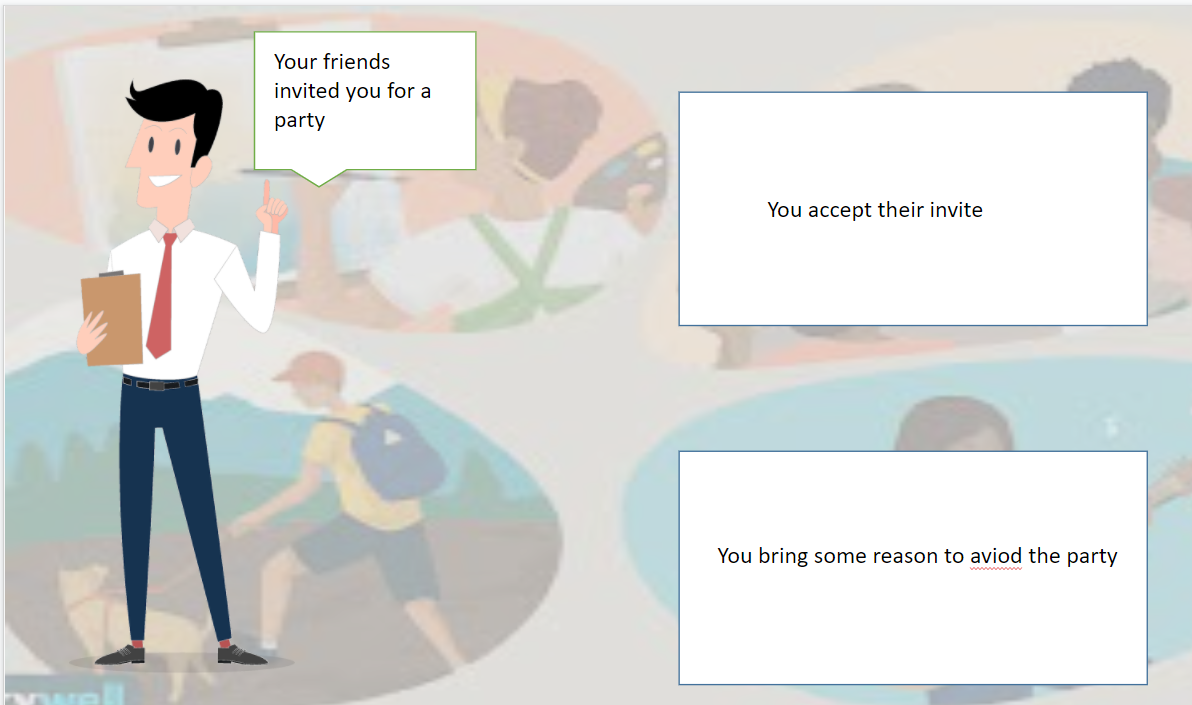 Your friends
invited you for a
party
You accept their invite
You bring some reason to aviod the party